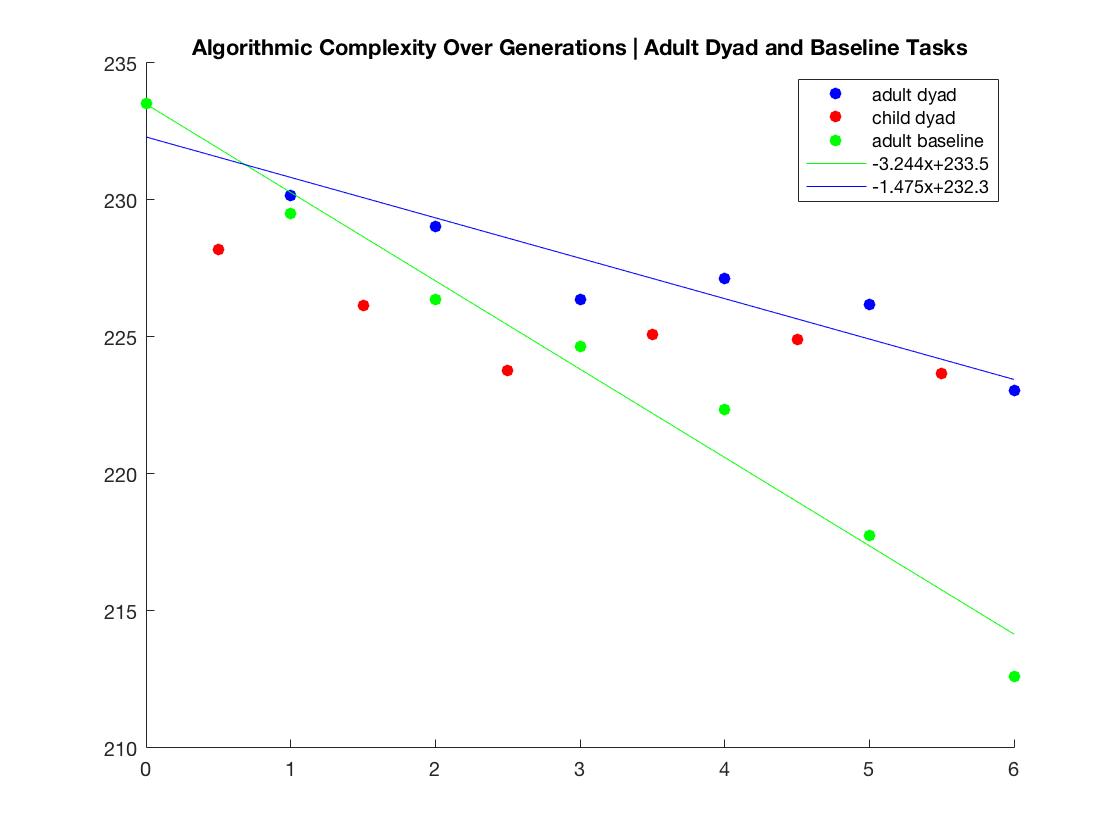 Algorithmic Complexity Over Generations | Adult Dyad and Baseline Tasks
235
230
225
220
215
210
0 1 2 3 4 5 6
adult dyad
child dyad
adult baseline
-3.244x+233.5
-1.475x+232.3